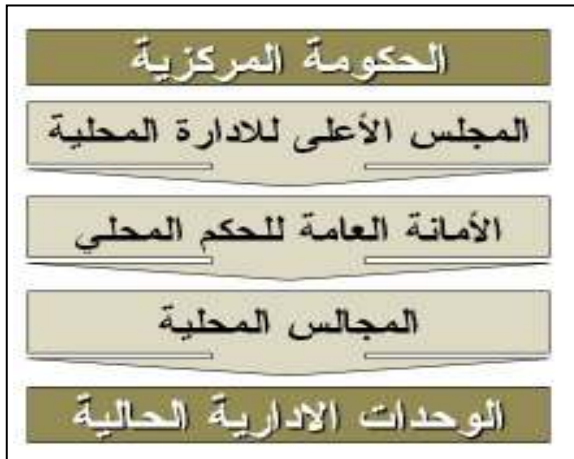 الحكومة المركزية
المجلس الأعلى للادارة المحلية
الأمانة العامة للحكم المحلي
المجالس المحلية
الوحدات الادارية الحالية